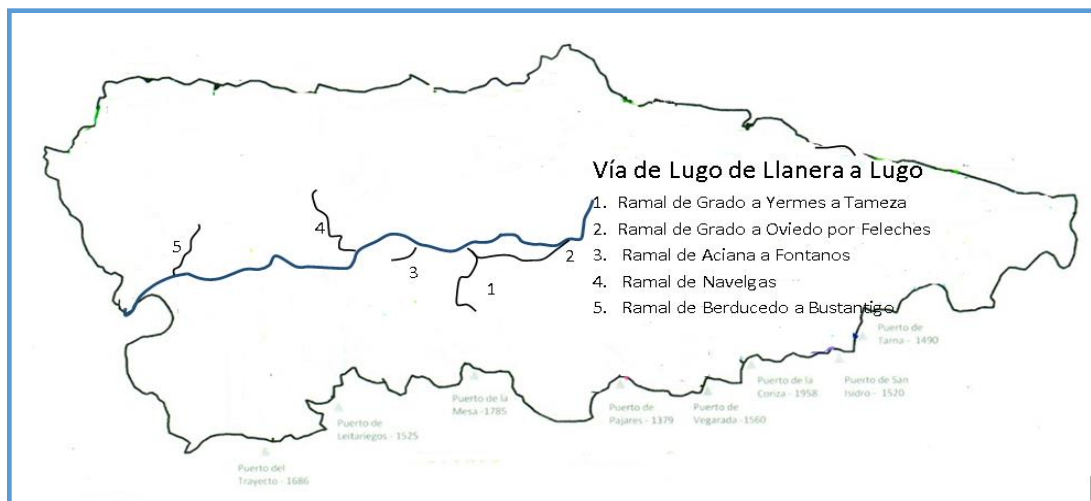 Vía de Lugo de Llanera a Lugo
1. Ramal de Grado a Yermes a Tameza
2. Ramal de Grado a Oviedo por Feleches
3. Ramal de Aciana a Fontanos
4. Ramal de Navelgas
5. Ramal de Berducedo a Bustantigo
5
4
3
1
2
Puerto de
Tarna - 1490
Puerto de San
Isidro - 1520
Puerto de la
Coriza - 1958
Puerto de
Vegarada - 1560
Puerto de
Pajares - 1379
Puerto de la
Mesa - 1785
Puerto de
Leitariegos - 1525
Puerto del
Trayecto - 1686